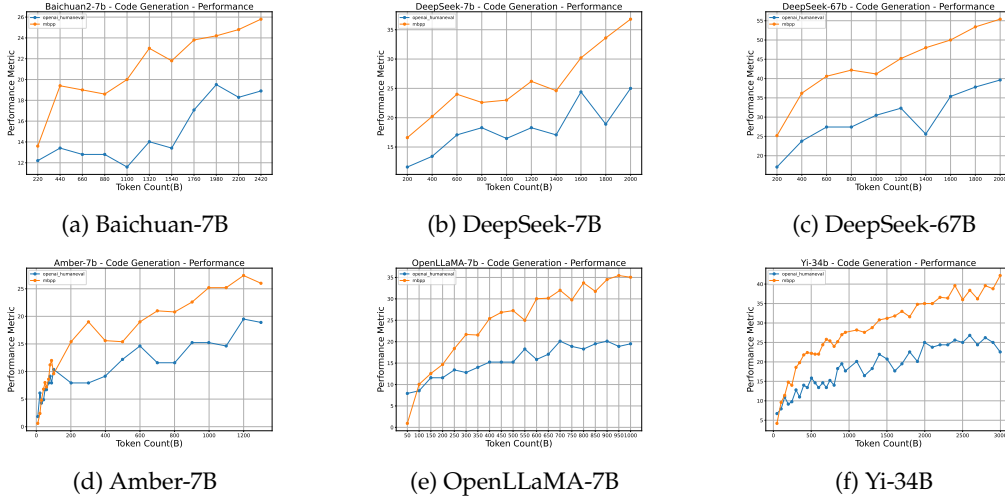 Baichuan2-7b - Code Generation - Performance
openai_humaneval
mbpp
26
24
22
20
18
16
14
12
Performance Metric
220 440 660 880 1100 1320 1540 1760 1980 2200 2420
Token Count(B)
(a) Baichuan-7B
DeepSeek-7b - Code Generation - Performance
openai_humaneval
mbpp
35
30
25
20
15
Performance Metric
200 400 600 800 1000 1200 1400 1600 1800 2000
Token Count(B)
(b) DeepSeek-7B
DeepSeek-67b - Code Generation - Performance
openai_humaneval
mbpp
55
50
45
40
35
30
25
20
Performance Metric
200 400 600 800 1000 1200 1400 1600 1800 2000
Token Count(B)
(c) DeepSeek-67B
Amber-7b - Code Generation - Performance
openai_humaneval
mbpp
25
20
15
10
5
0
Performance Metric
0 200 400 600 800 1000 1200
Token Count(B)
(d) Amber-7B
OpenLLaMA-7b - Code Generation - Performance
openai_humaneval
mbpp
35
30
25
20
15
10
5
0
Performance Metric
50 100 150 200 250 300 350 400 450 500 550 600 650 700 750 800 850 900 950 1000
Token Count(B)
(e) OpenLLaMA-7B
Yi-34b - Code Generation - Performance
openai_humaneval
mbpp
40
35
30
25
20
15
10
5
Performance Metric
0 500 1000 1500 2000 2500 3000
Token Count(B)
(f) Yi-34B